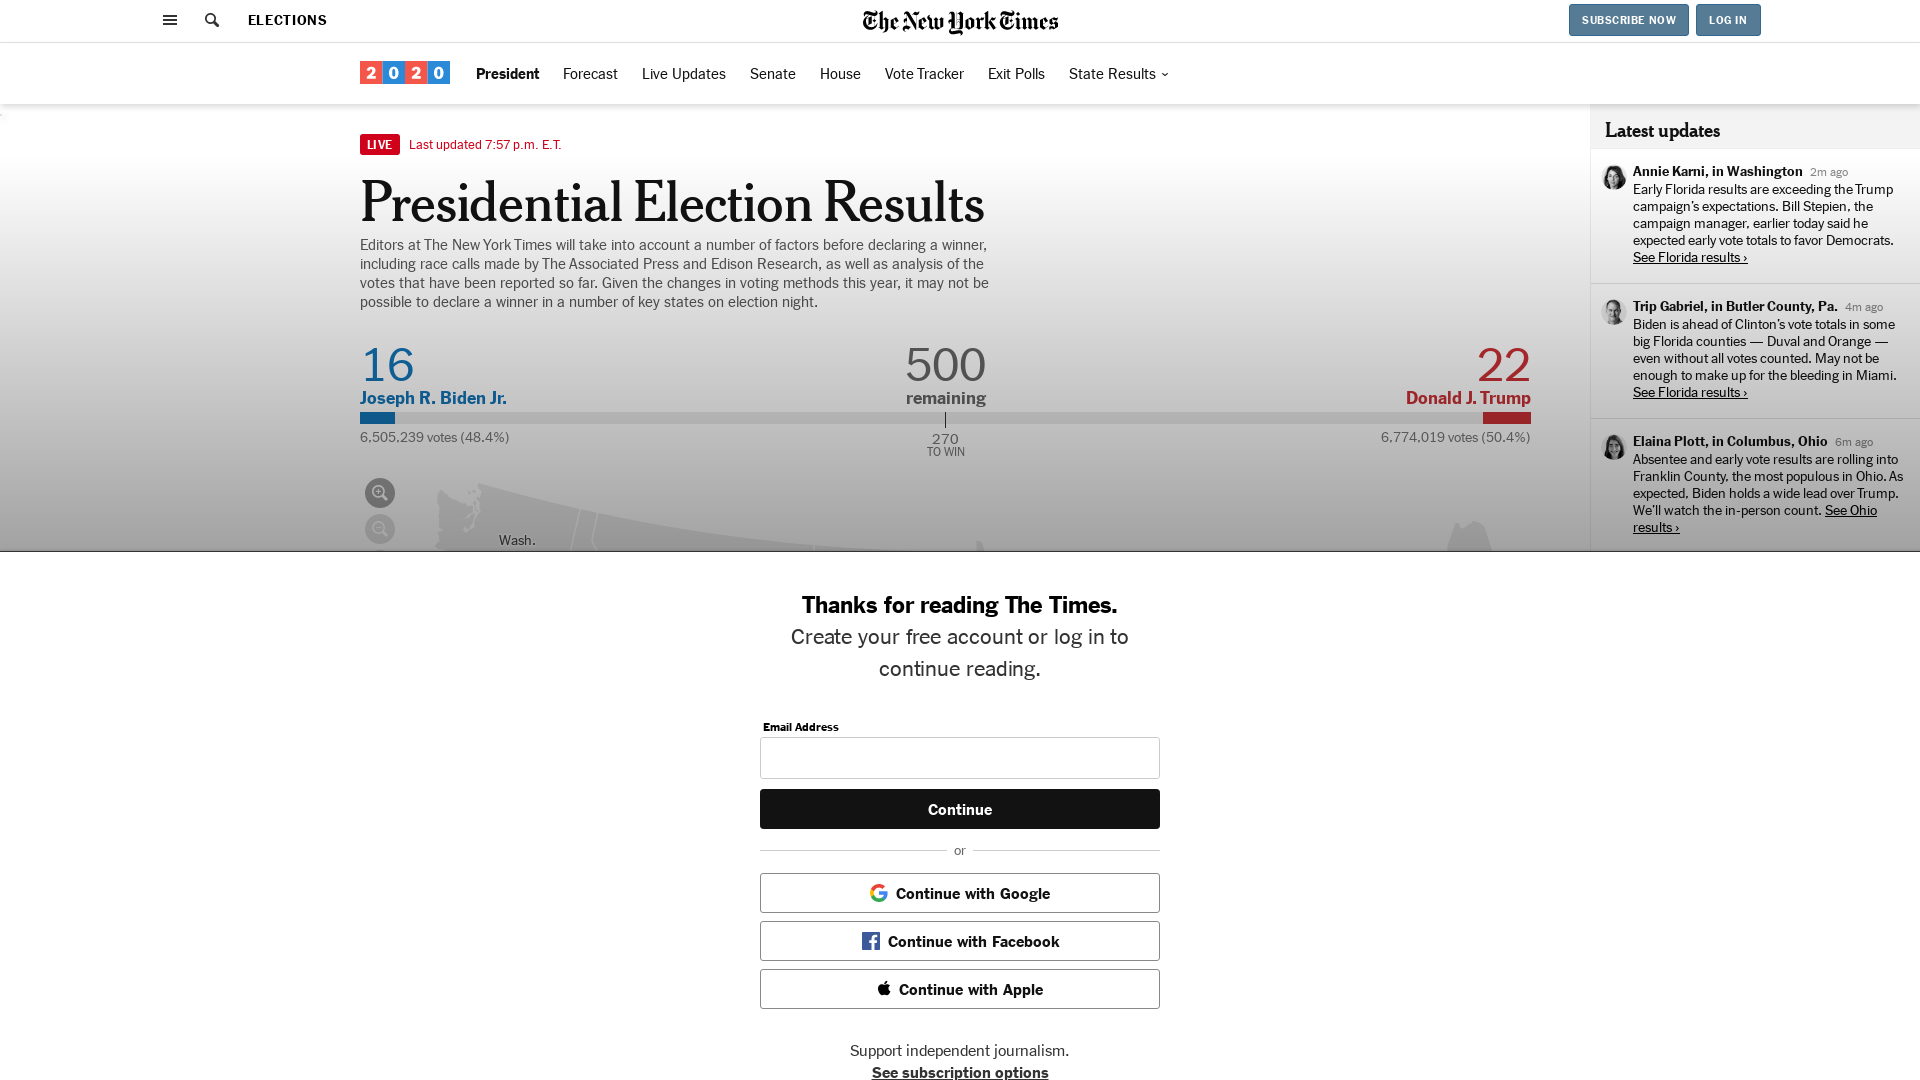 ELECTIONS
The New York Times
SUBSCRIBE NOW
LOG IN
2020
President
Forecast
Live Updates
Senate
House
Vote Tracker
Exit Polls
State Results
LIVE
Last updated 7:57 p.m. E.T.
Presidential Election Results
Editors at The New York Times will take into account a number of factors before declaring a winner,
including race calls made by The Associated Press and Edison Research, as well as analysis of the
votes that have been reported so far. Given the changes in voting methods this year, it may not be
possible to declare a winner in a number of key states on election night.
16
500
22
Joseph R. Biden Jr.
remaining
Donald J. Trump
6,505,239 votes (48.4%)
270
TO WIN
6,774,019 votes (50.4%)
Wash.
Latest updates
Annie Karni, in Washington 2m ago
Early Florida results are exceeding the Trump
campaign’s expectations. Bill Stepien, the
campaign manager, earlier today said he
expected early vote totals to favor Democrats.
See Florida results ›
Trip Gabriel, in Butler County, Pa. 4m ago
Biden is ahead of Clinton’s vote totals in some
big Florida counties — Duval and Orange —
even without all votes counted. May not be
enough to make up for the bleeding in Miami.
See Florida results ›
Elaina Plott, in Columbus, Ohio 6m ago
Absentee and early vote results are rolling into
Franklin County, the most populous in Ohio. As
expected, Biden holds a wide lead over Trump.
We’ll watch the in-person count. See Ohio
results ›
Thanks for reading The Times.
Create your free account or log in to
continue reading.
Email Address
Continue
or
Continue with Google
Continue with Facebook
Continue with Apple
Support independent journalism.
See subscription options